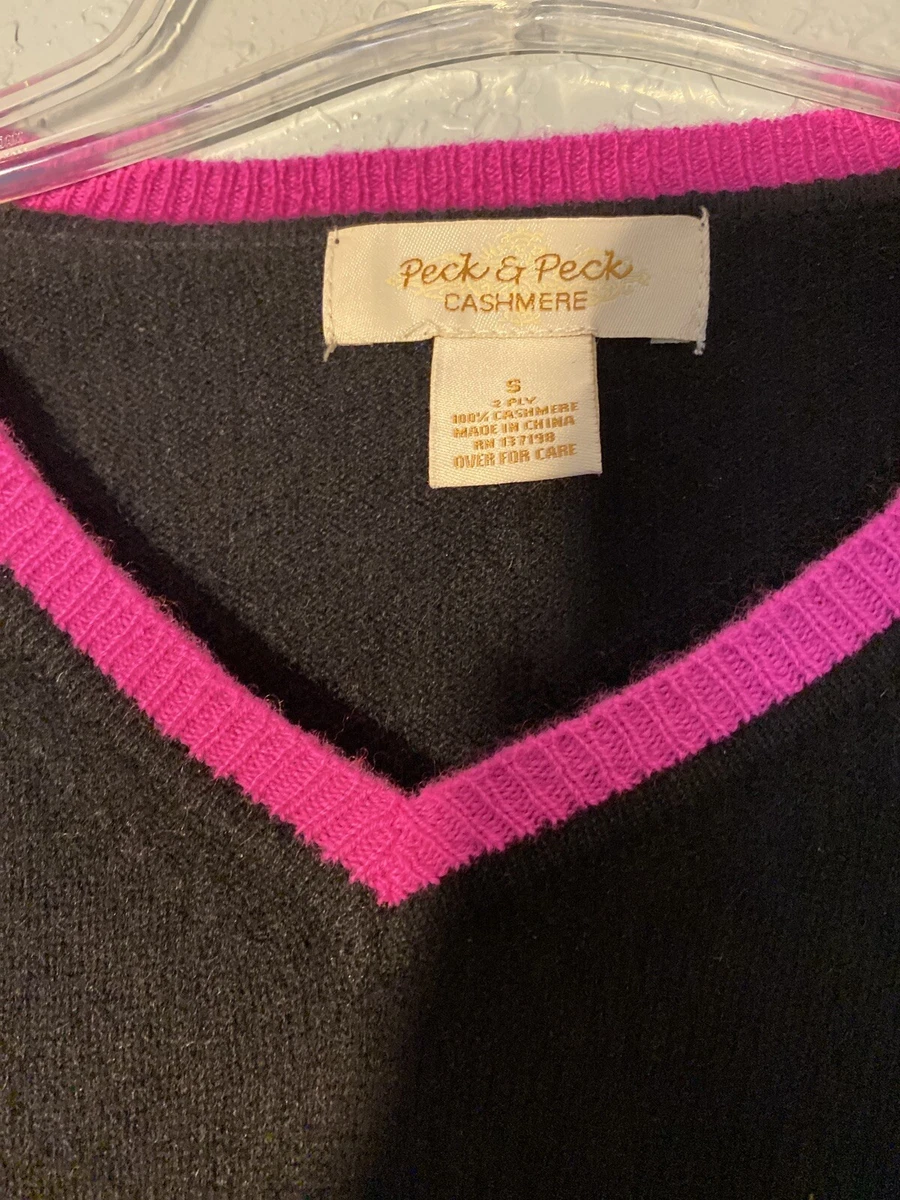 Peck & Peck
CASHMERE
S
2 PLY
100% CASHMERE
MADE IN CHINA
RN 137198
OVER FOR CARE